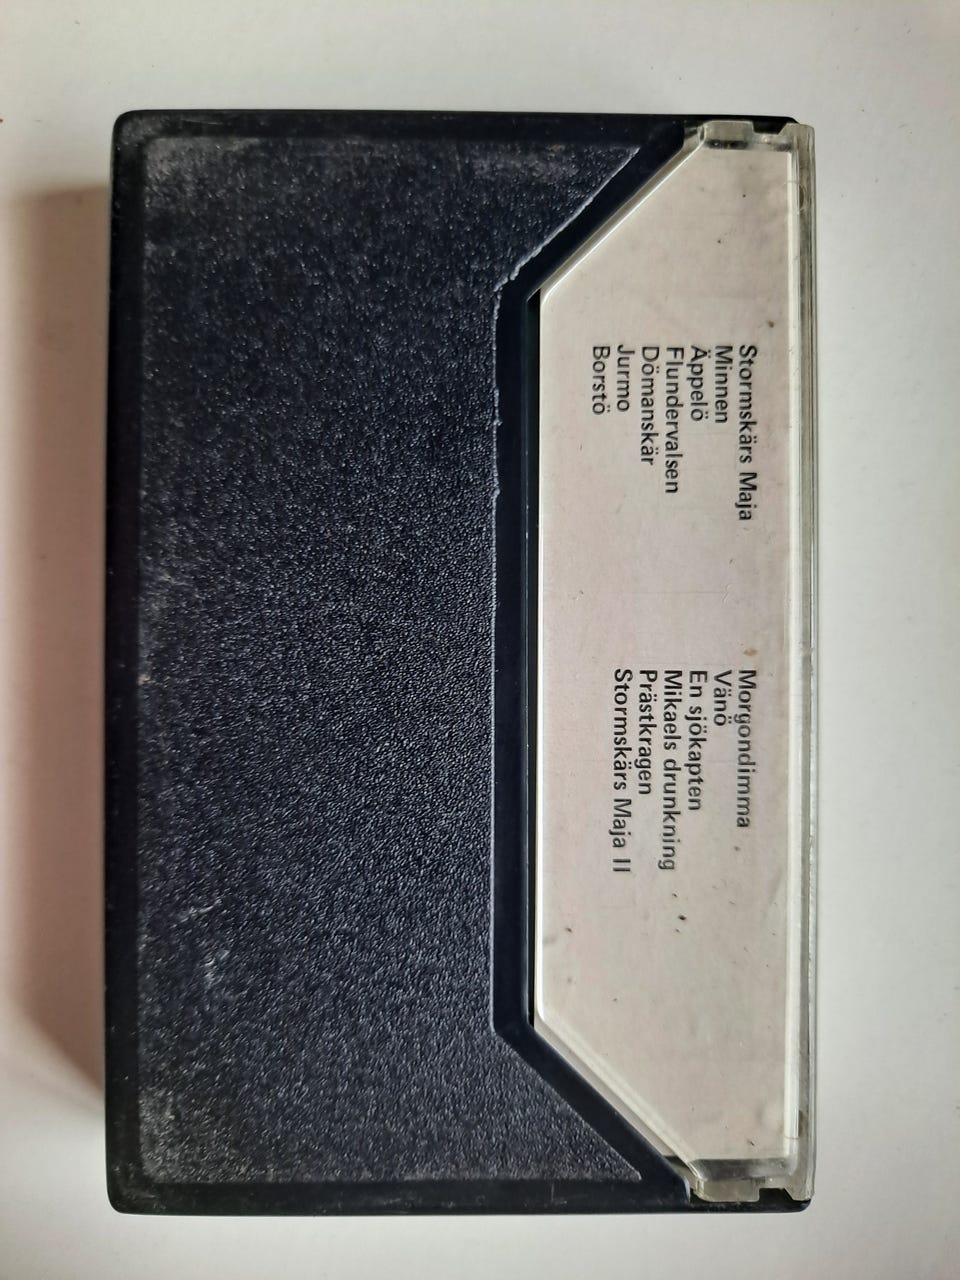 Stormskärs Maja
Minnen
Äppelö
Flundervalsen
Dömanskär
Jurmo
Borstö
Morgondimma
Vänö
En sjökapten
Mikaels drunkning
Prästkragen
Stormskärs Maja II